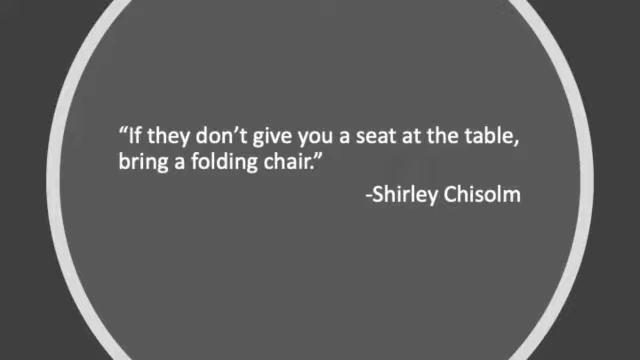 “If they don’t give you a seat at the table,
bring a folding chair.”
-Shirley Chisolm